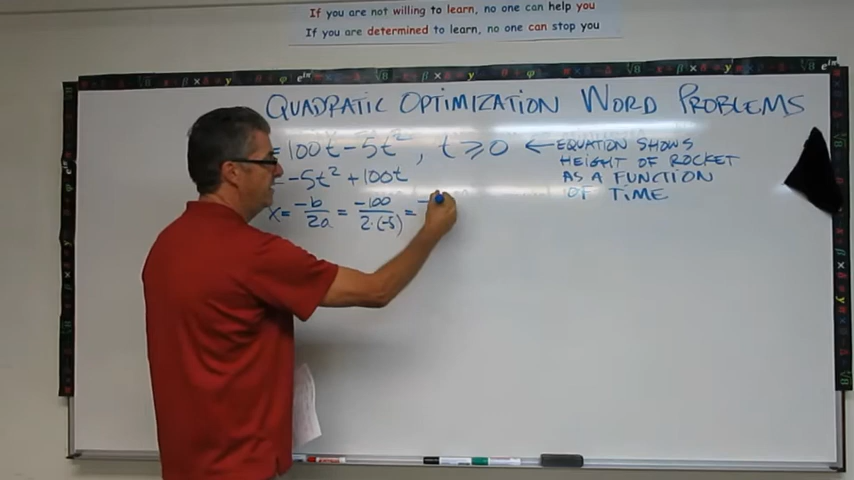 If you are not willing to learn, no one can help you
If you are determined to learn, no one can stop you
QUADPATIC OPTIMIZATION WORD PROBLEMS
= 100t - 5t² , t ≥ 0 ← EQUATION SHOWS
HEIGHT OF ROCKET
AS A FUNCTION
OF TIME
= -5t² + 100t
x = -b/2a = -100/2·(-5) = -